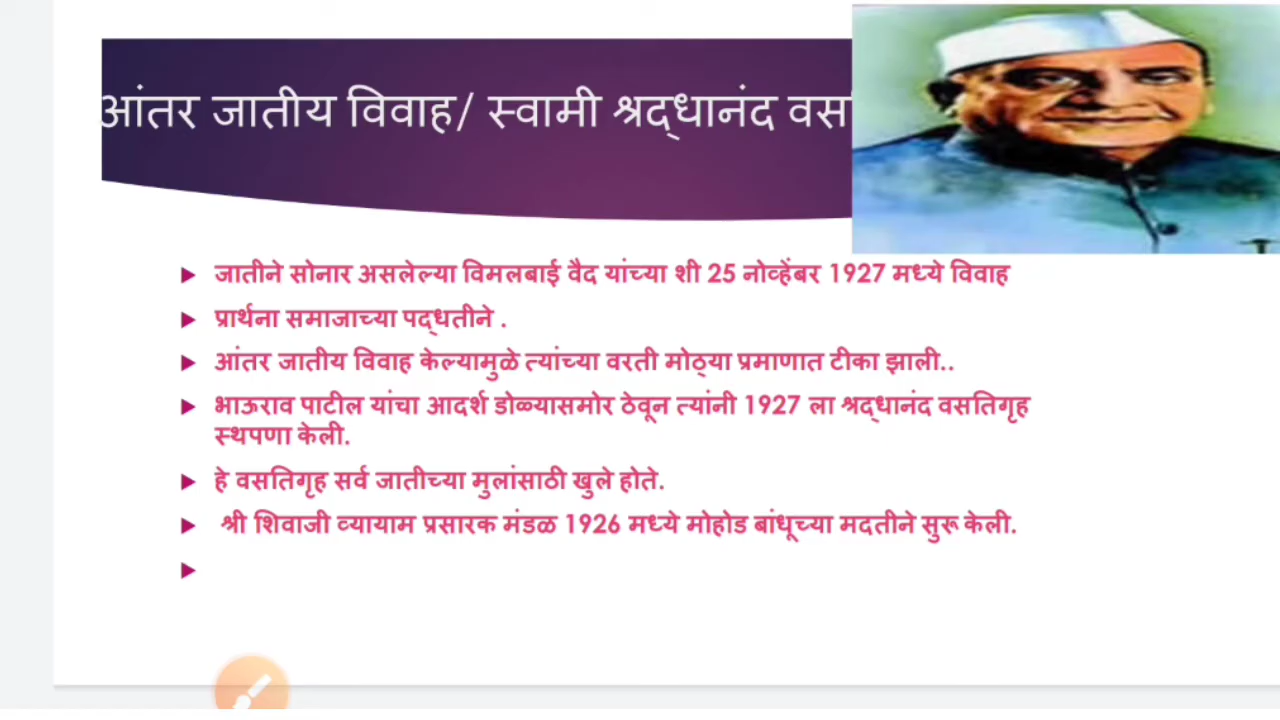 आंतर जातीय विवाह/ स्वामी श्रद्धानंद
जातीने सोनार असलेल्या विमलबाई वैद यांच्या शी 25 नोव्हेंबर 1927 मध्ये विवाह
प्रार्थना समाजाच्या पद्धतीने .
आंतर जातीय विवाह केल्यामुळे त्यांच्या वरती मोठ्या प्रमाणात टीका झाली..
भाऊराव पाटील यांचा आदर्श डोळ्यासमोर ठेवून त्यांनी 1927 ला श्रद्धानंद वसतिगृह
स्थपणा केली.
हे वसतिगृह सर्व जातीच्या मुलांसाठी खुले होते.
श्री शिवाजी व्यायाम प्रसारक मंडळ 1926 मध्ये मोहोड बांधूच्या मदतीने सुरू केली.